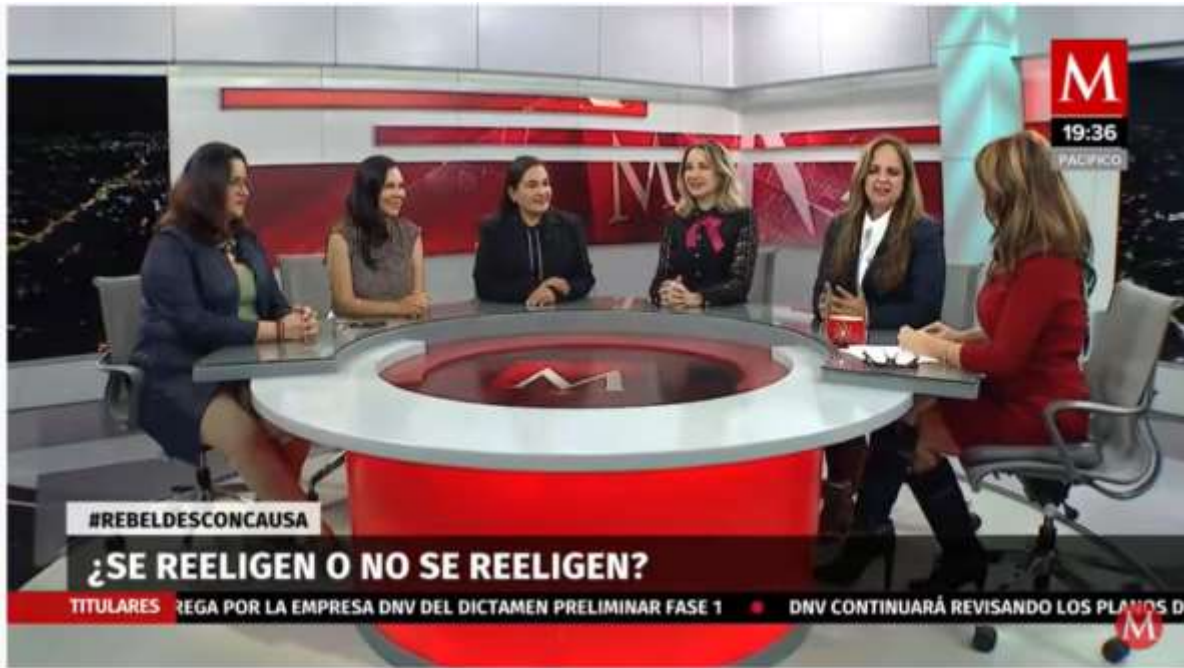 M
19:36
PACÍFICO
M
M
#REBELDESCONCAUSA
¿SE REELIGEN O NO SE REELIGEN?
TITULARES REGA POR LA EMPRESA DNV DEL DICTAMEN PRELIMINAR FASE 1 • DNV CONTINUARÁ REVISANDO LOS PLANOS D
M